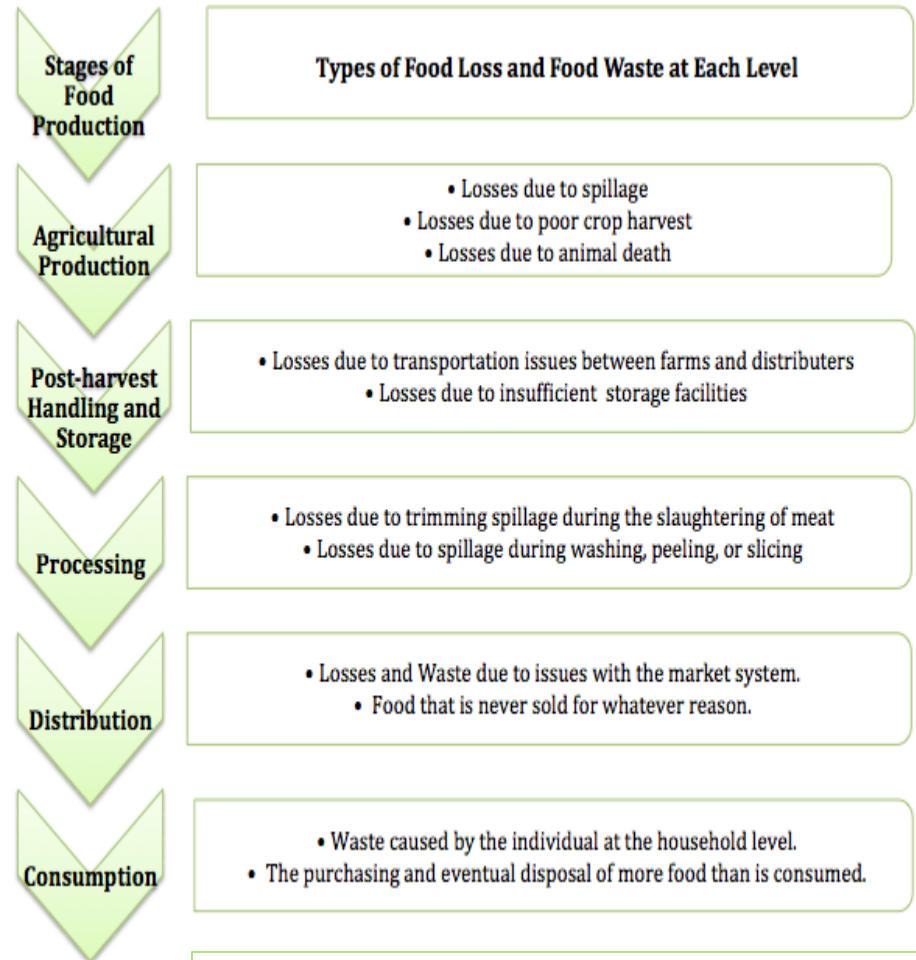 Stages of
Food
Production
Types of Food Loss and Food Waste at Each Level
Agricultural
Production
• Losses due to spillage
• Losses due to poor crop harvest
• Losses due to animal death
Post-harvest
Handling and
Storage
• Losses due to transportation issues between farms and distributers
• Losses due to insufficient storage facilities
Processing
• Losses due to trimming spillage during the slaughtering of meat
• Losses due to spillage during washing, peeling, or slicing
Distribution
• Losses and Waste due to issues with the market system.
• Food that is never sold for whatever reason.
Consumption
• Waste caused by the individual at the household level.
• The purchasing and eventual disposal of more food than is consumed.